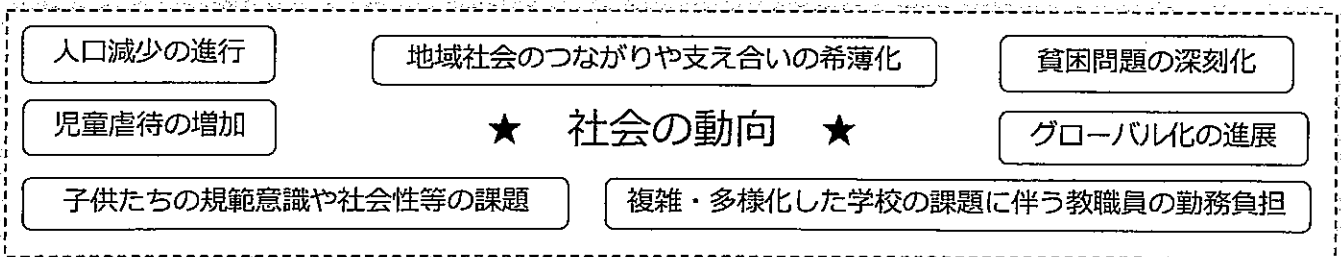 人口減少の進行
地域社会のつながりや支え合いの希薄化
貧困問題の深刻化
児童虐待の増加
★ 社会の動向 ★
グローバル化の進展
子供たちの規範意識や社会性等の課題
複雑・多様化した学校の課題に伴う教職員の勤務負担